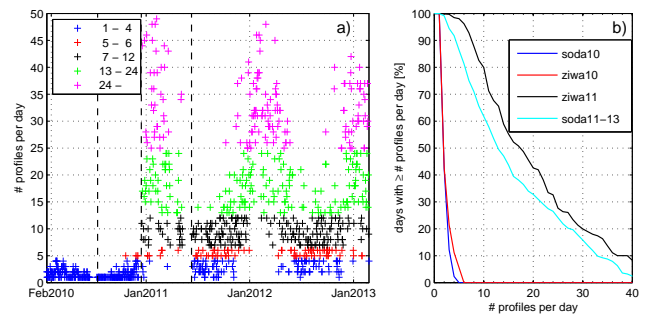 a)
50
45
40
35
30
25
20
15
10
5
0
# profiles per day
1 − 4
5 − 6
7 − 12
13 − 24
24 −
Feb2010 Jan2011 Jan2012 Jan2013
b)
100
90
80
70
60
50
40
30
20
10
0
days with ≥ # profiles per day [%]
soda10
ziwa10
ziwa11
soda11−13
0 10 20 30 40
# profiles per day